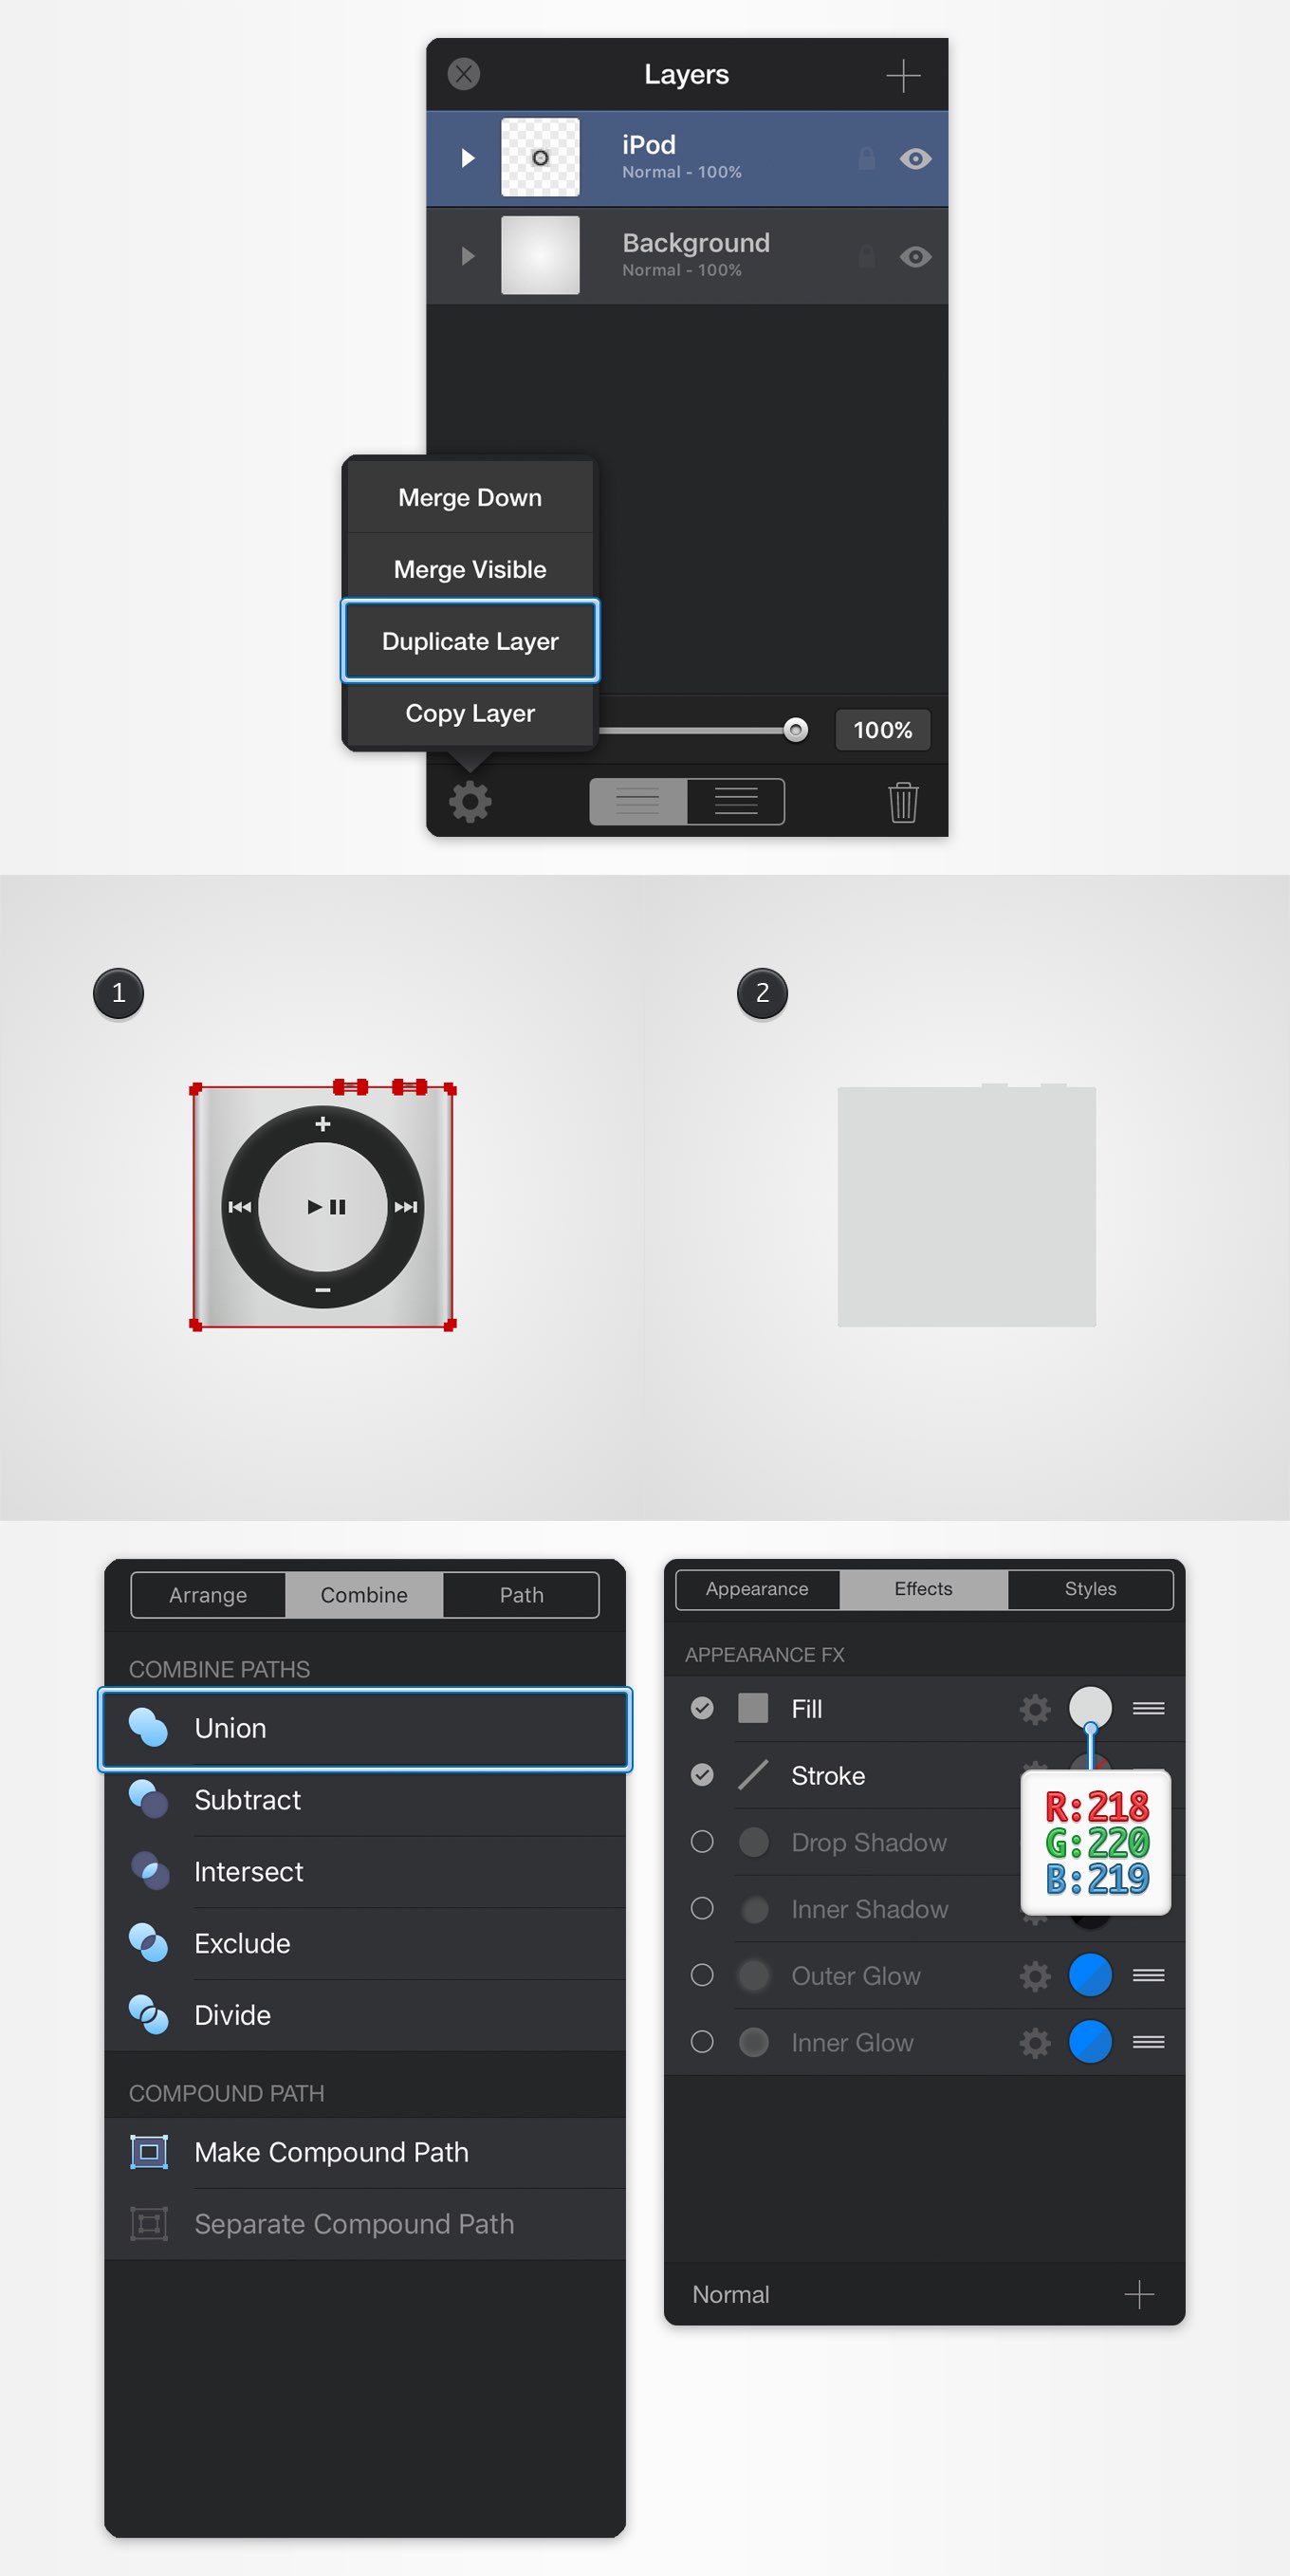 Layers
iPod
Normal - 100%
Background
Normal - 100%
Merge Down
Merge Visible
Duplicate Layer
Copy Layer
100%
1
2
Arrange
Combine
Path
COMBINE PATHS
Union
Subtract
Intersect
Exclude
Divide
COMPOUND PATH
Make Compound Path
Separate Compound Path
Appearance
Effects
Styles
APPEARANCE FX
Fill
Stroke
R:218
G:220
B:219
Drop Shadow
Inner Shadow
Outer Glow
Inner Glow
Normal